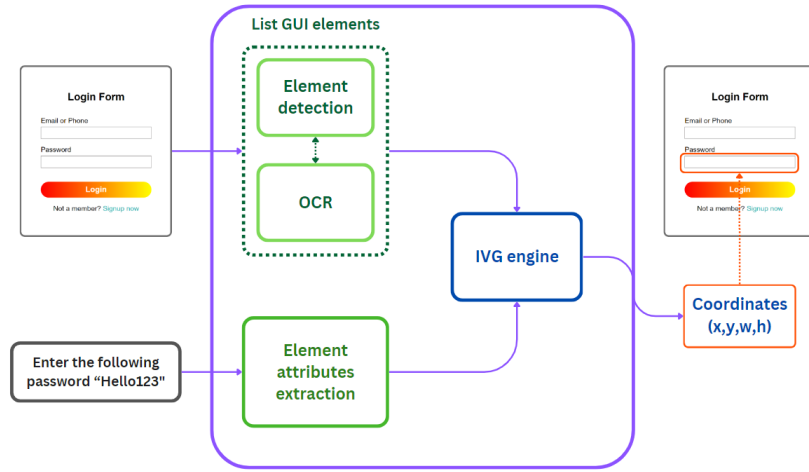 List GUI elements
Login Form
Email or Phone
Password
Login
Not a member? Signup now
Element
detection
OCR
IVG engine
Login Form
Email or Phone
Password
Login
Not a member? Signup now
Coordinates
(x,y,w,h)
Enter the following
password “Hello123"
Element
attributes
extraction